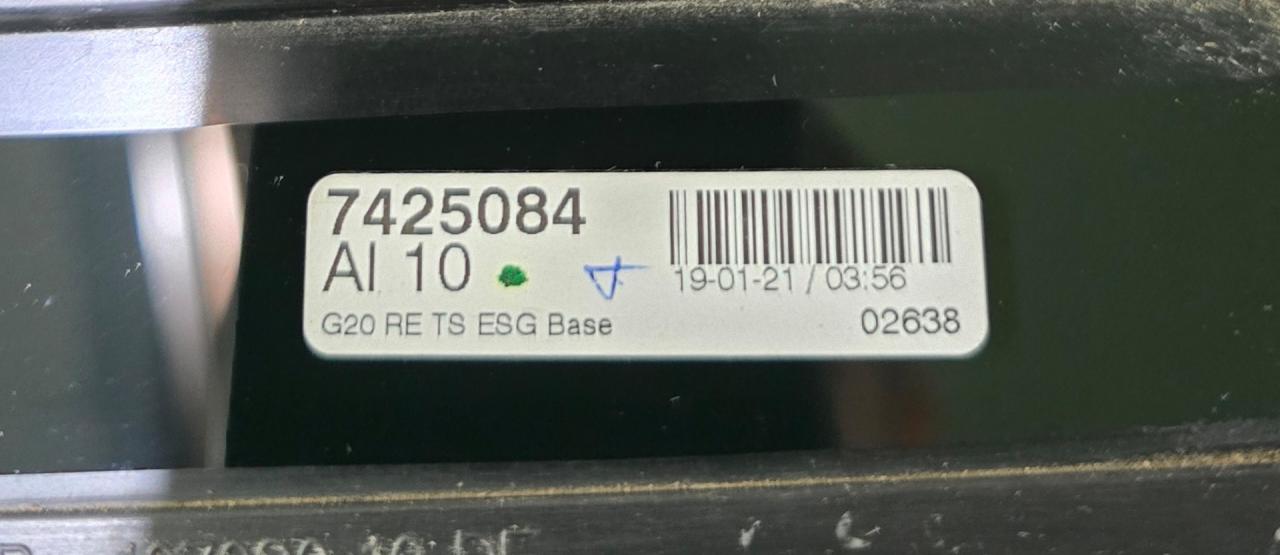 7425084
AI 10
19-01-21 / 03:56
G20 RE TS ESG Base
02638